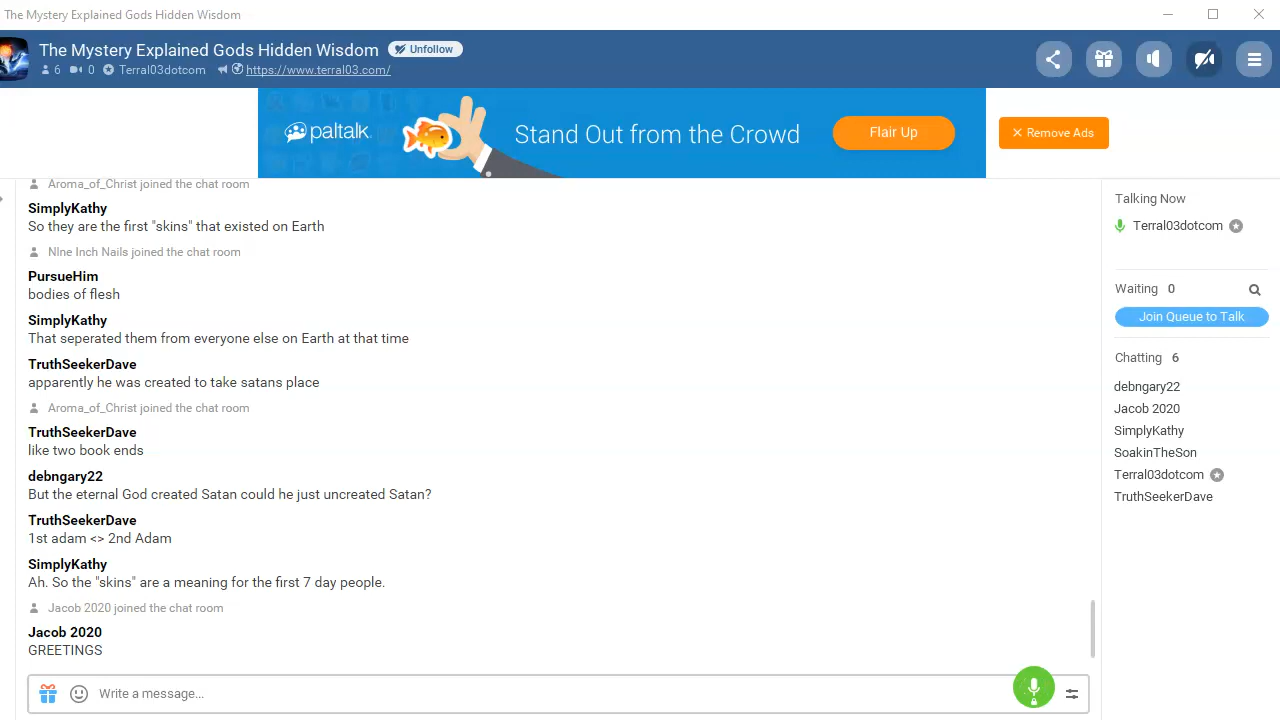 The Mystery Explained Gods Hidden Wisdom
The Mystery Explained Gods Hidden Wisdom Unfollow
6 0 Terral03dotcom https://www.terral03.com/
paltalk. Stand Out from the Crowd Flair Up Remove Ads
Aroma_of_Christ joined the chat room
SimplyKathy
So they are the first "skins" that existed on Earth
NIne Inch Nails joined the chat room
PursueHim
bodies of flesh
SimplyKathy
That seperated them from everyone else on Earth at that time
TruthSeekerDave
apparently he was created to take satans place
Aroma_of_Christ joined the chat room
TruthSeekerDave
like two book ends
debngary22
But the eternal God created Satan could he just uncreated Satan?
TruthSeekerDave
1st adam <> 2nd Adam
SimplyKathy
Ah. So the "skins" are a meaning for the first 7 day people.
Jacob 2020 joined the chat room
Jacob 2020
GREETINGS
Write a message...
Talking Now
Terral03dotcom
Waiting 0
Join Queue to Talk
Chatting 6
debngary22
Jacob 2020
SimplyKathy
SoakinTheSon
Terral03dotcom
TruthSeekerDave